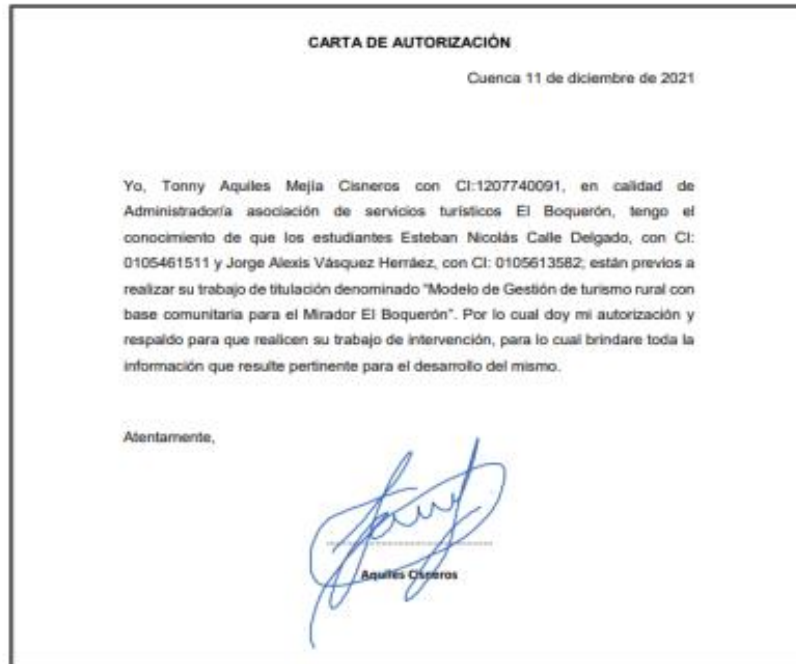 CARTA DE AUTORIZACIÓN
Cuenca 11 de diciembre de 2021
Yo, Tonny Aquiles Mejía Cisneros con CI:1207740091, en calidad de
Administrador/a asociación de servicios turísticos El Boquerón, tengo el
conocimiento de que los estudiantes Esteban Nicolás Calle Delgado, con CI:
0105461511 y Jorge Alexis Vásquez Herráez, con CI: 0105613582; están previos a
realizar su trabajo de titulación denominado "Modelo de Gestión de turismo rural con
base comunitaria para el Mirador El Boquerón". Por lo cual doy mi autorización y
respaldo para que realicen su trabajo de intervención, para lo cual brindare toda la
información que resulte pertinente para el desarrollo del mismo.
Atentamente,
Aquiles Cisneros